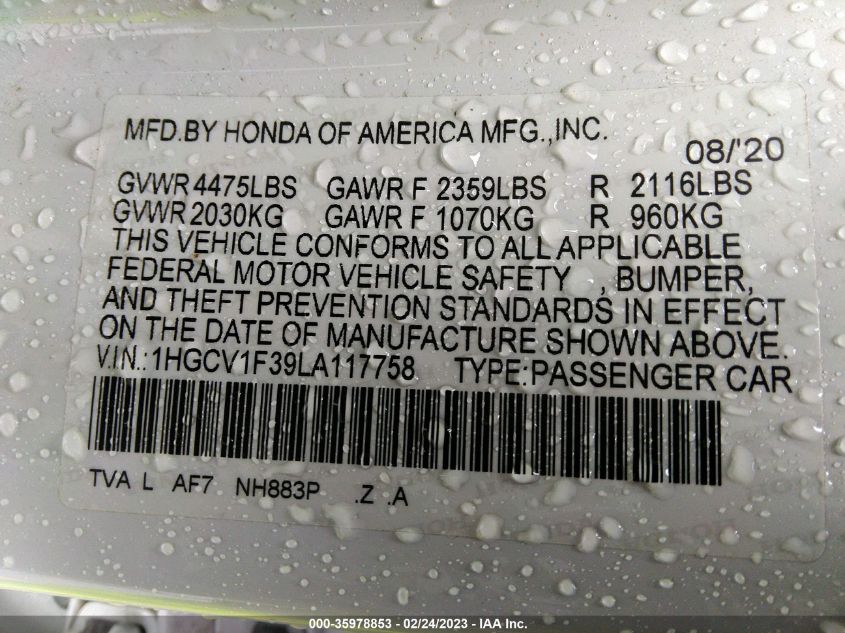 MFD.BY HONDA OF AMERICA MFG.,INC.
08/'20
GVWR 4475LBS GAWR F 2359LBS R 2116LBS
GVWR 2030KG GAWR F 1070KG R 960KG
THIS VEHICLE CONFORMS TO ALL APPLICABLE
FEDERAL MOTOR VEHICLE SAFETY , BUMPER,
AND THEFT PREVENTION STANDARDS IN EFFECT
ON THE DATE OF MANUFACTURE SHOWN ABOVE.
V.I.N.:1HGCV1F39LA117758 TYPE:PASSENGER CAR
TVA L AF7 NH883P .Z .A
000-35978853 - 02/24/2023 - IAA Inc.